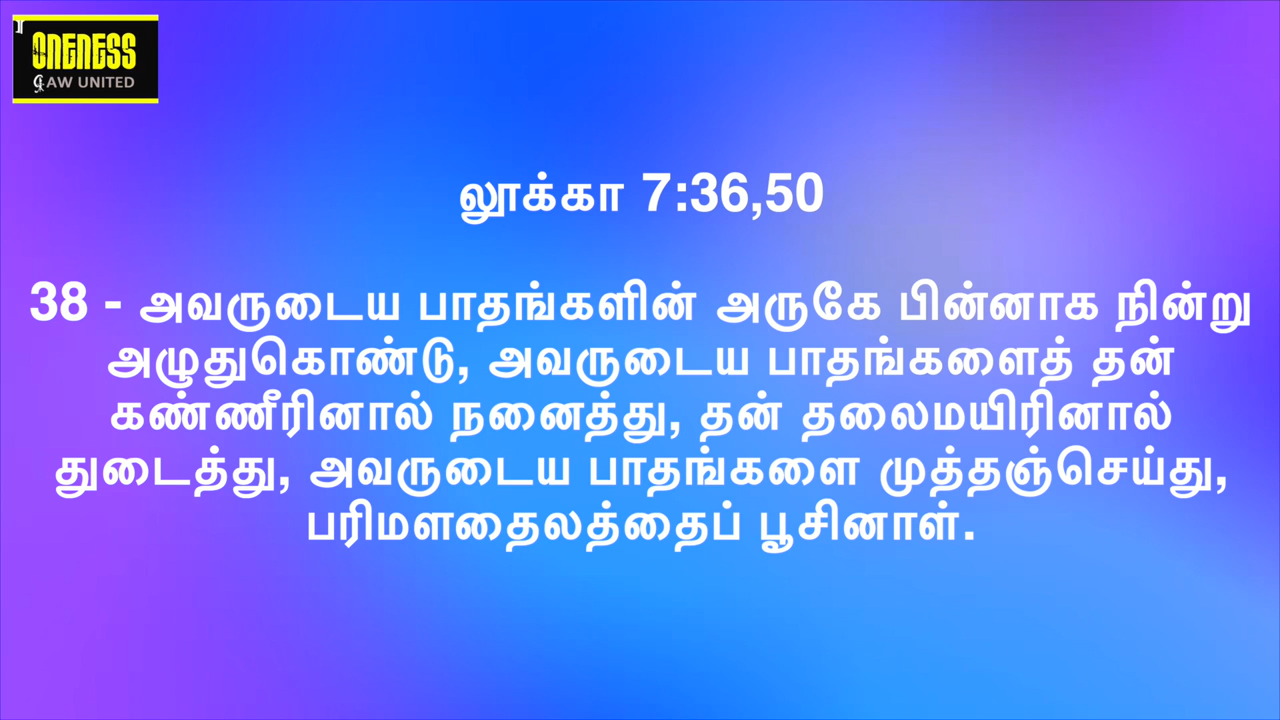 ONENESS
GAW UNITED
லூக்கா 7:36,50
38 - அவருடைய பாதங்களின் அருகே பின்னாக நின்று
அழுதுகொண்டு, அவருடைய பாதங்களைத் தன்
கண்ணீரினால் நனைத்து, தன் தலைமயிரினால்
துடைத்து, அவருடைய பாதங்களை முத்தஞ்செய்து,
பரிமளதைலத்தைப் பூசினாள்.